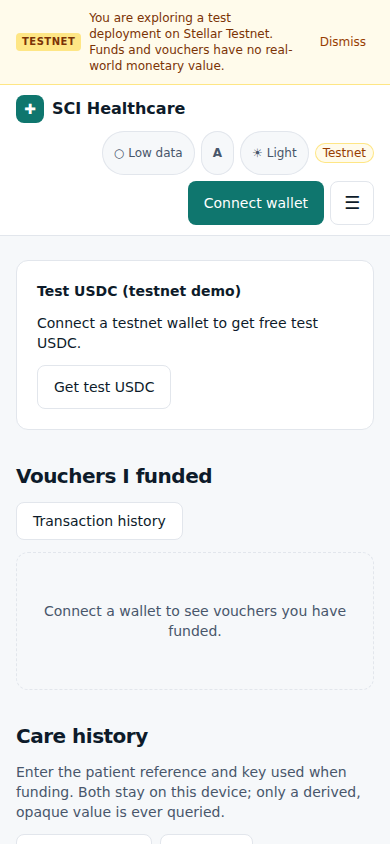 TESTNET
You are exploring a test
deployment on Stellar Testnet.
Funds and vouchers have no real-
world monetary value.
Dismiss
SCI Healthcare
Low data
A
Light
Testnet
Connect wallet
Test USDC (testnet demo)
Connect a testnet wallet to get free test
USDC.
Get test USDC
Vouchers I funded
Transaction history
Connect a wallet to see vouchers you have
funded.
Care history
Enter the patient reference and key used when
funding. Both stay on this device; only a derived,
opaque value is ever queried.